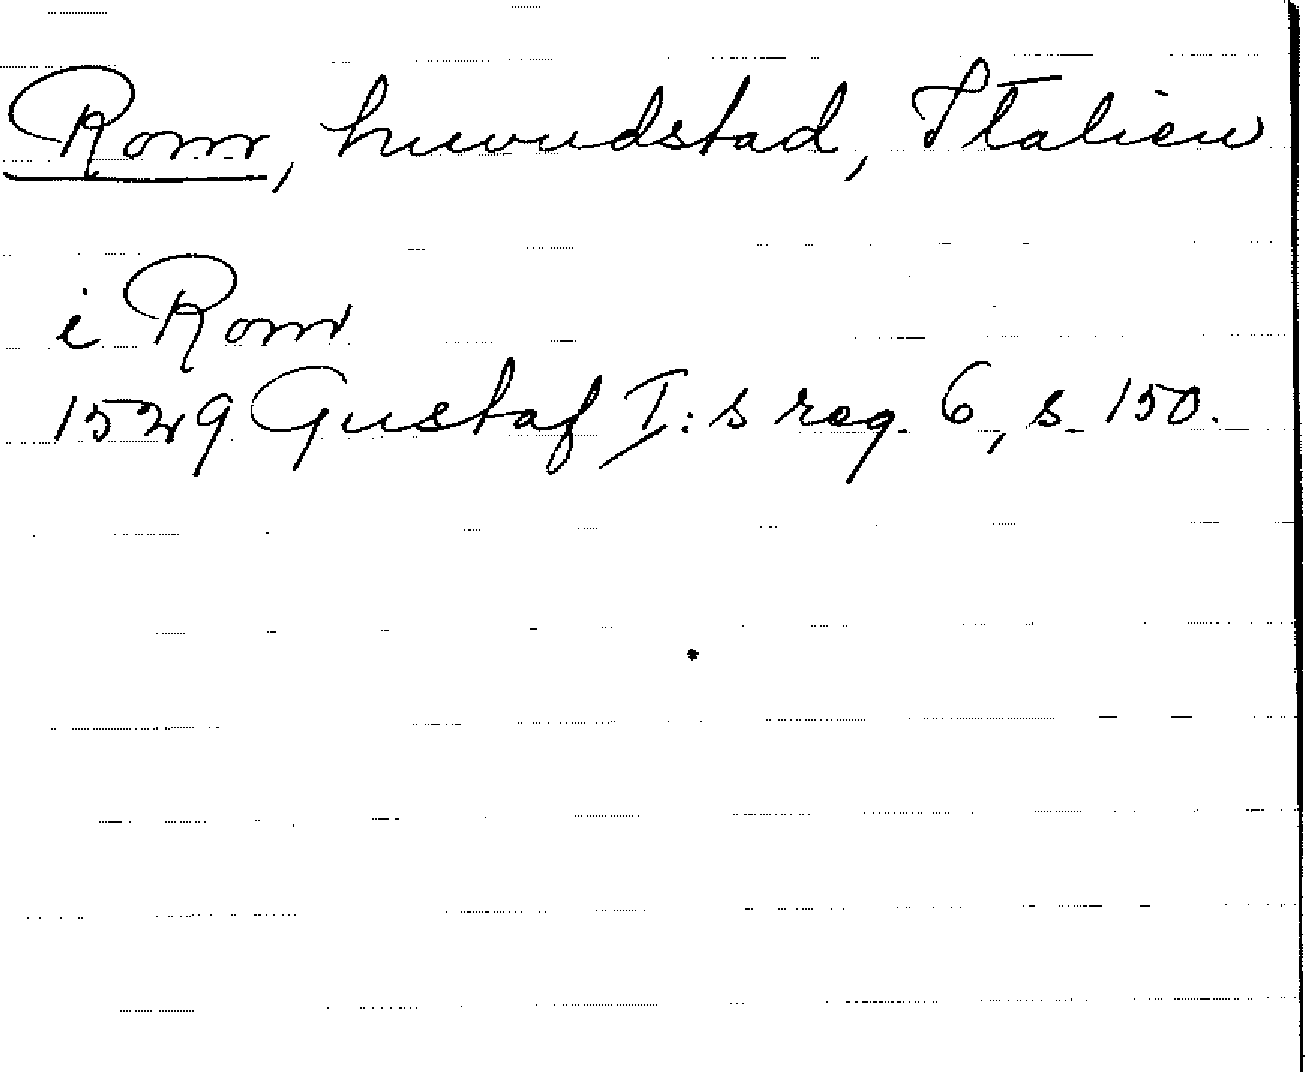 Rom, huvudstad, Italien
i Rom
1529 Gustaf I:s reg. 6, s. 150.